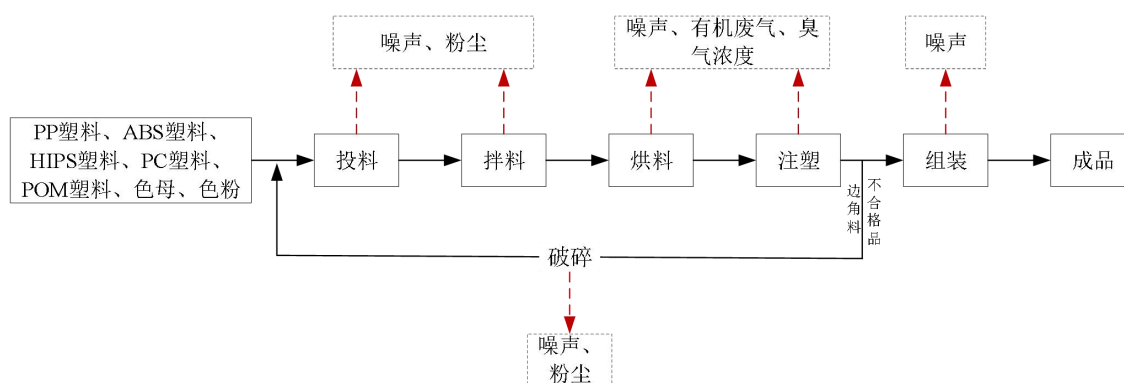 噪声、粉尘
噪声、有机废气、臭
气浓度
噪声
PP塑料、ABS塑料、
HIPS塑料、PC塑料、
POM塑料、色母、色粉
投料
拌料
烘料
注塑
组装
成品
边角料
不合格品
破碎
噪声、
粉尘